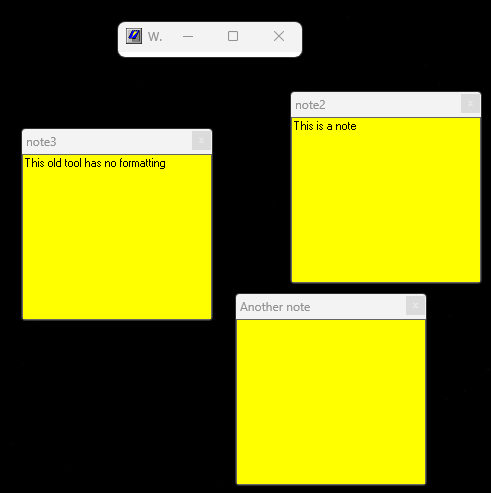 W.
note2
This is a note
note3
This old tool has no formatting
Another note